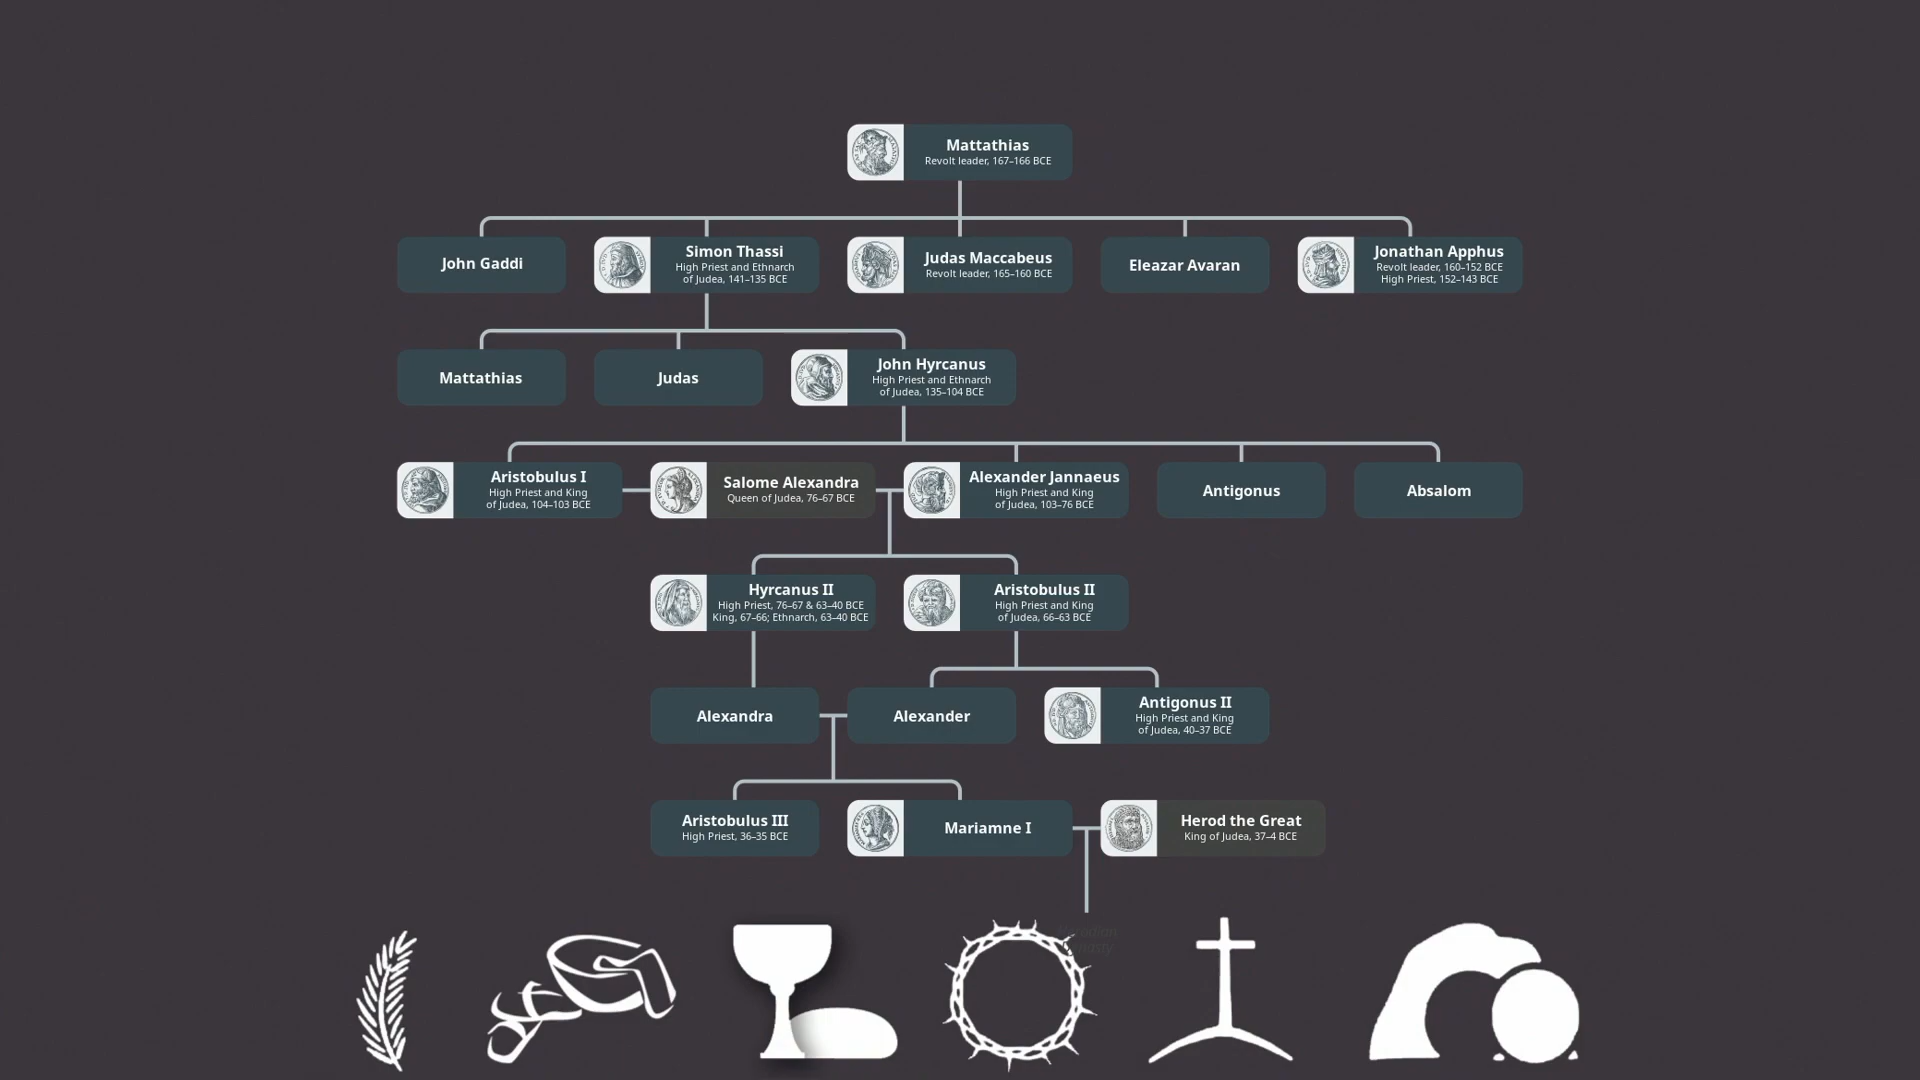 Mattathias
Revolt leader, 167–166 BCE
John Gaddi
Simon Thassi
High Priest and Ethnarch
of Judea, 141–135 BCE
Judas Maccabeus
Revolt leader, 165–160 BCE
Eleazar Avaran
Jonathan Apphus
Revolt leader, 160–152 BCE
High Priest, 152–143 BCE
Mattathias
Judas
John Hyrcanus
High Priest and Ethnarch
of Judea, 135–104 BCE
Aristobulus I
High Priest and King
of Judea, 104–103 BCE
Salome Alexandra
Queen of Judea, 76–67 BCE
Alexander Jannaeus
High Priest and King
of Judea, 103–76 BCE
Antigonus
Absalom
Hyrcanus II
High Priest, 76–67 & 63–40 BCE
King, 67–66; Ethnarch, 63–40 BCE
Aristobulus II
High Priest and King
of Judea, 66–63 BCE
Alexandra
Alexander
Antigonus II
High Priest and King
of Judea, 40–37 BCE
Aristobulus III
High Priest, 36–35 BCE
Mariamne I
Herod the Great
King of Judea, 37–4 BCE